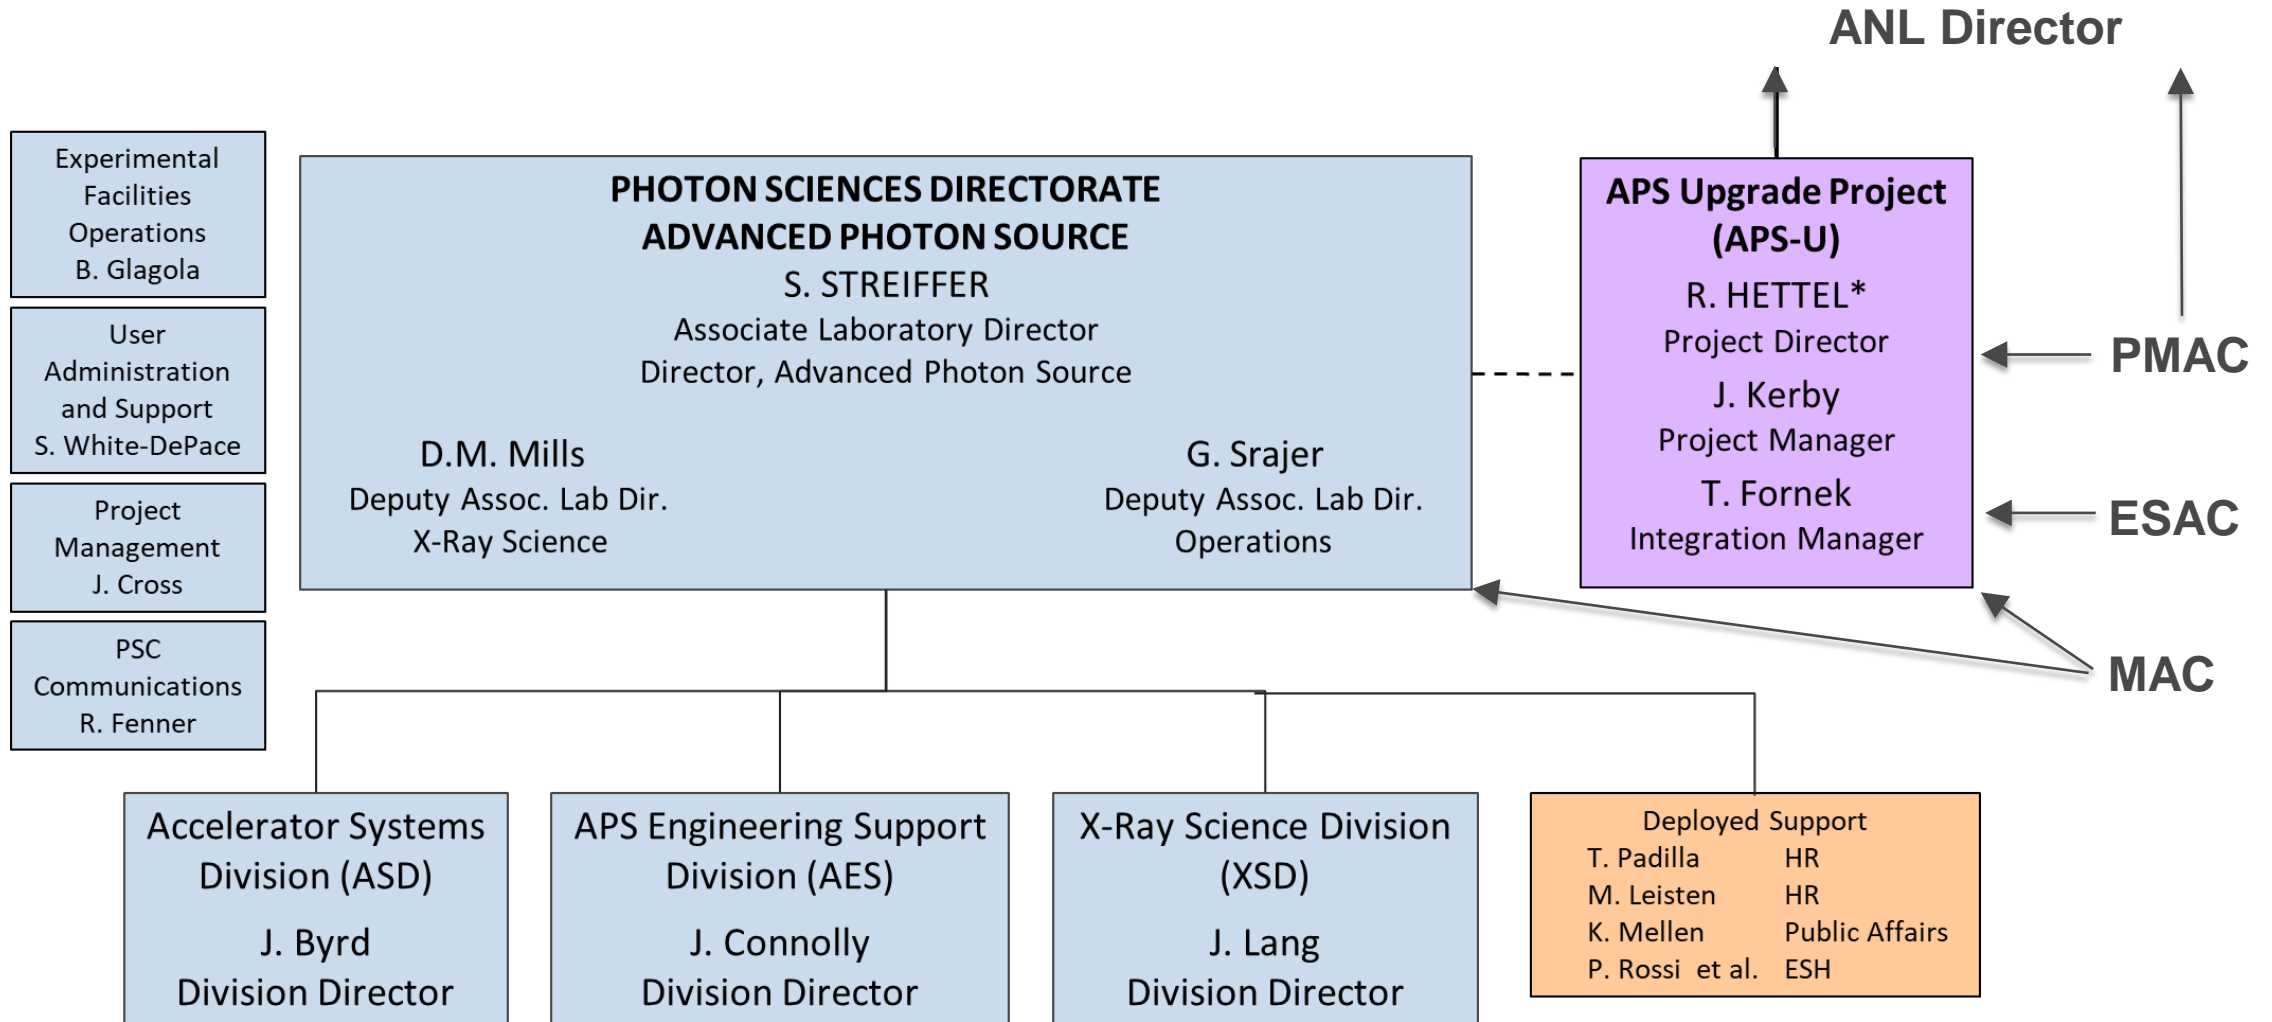 ANL Director
Experimental
Facilities
Operations
B. Glagola
User
Administration
and Support
S. White-DePace
Project
Management
J. Cross
PSC
Communications
R. Fenner
PHOTON SCIENCES DIRECTORATE
ADVANCED PHOTON SOURCE
S. STREIFFER
Associate Laboratory Director
Director, Advanced Photon Source
D.M. Mills
Deputy Assoc. Lab Dir.
X-Ray Science
G. Srajer
Deputy Assoc. Lab Dir.
Operations
APS Upgrade Project
(APS-U)
R. HETTEL*
Project Director
J. Kerby
Project Manager
T. Fornek
Integration Manager
PMAC
ESAC
MAC
Accelerator Systems
Division (ASD)
J. Byrd
Division Director
APS Engineering Support
Division (AES)
J. Connolly
Division Director
X-Ray Science Division
(XSD)
J. Lang
Division Director
Deployed Support
T. Padilla HR
M. Leisten HR
K. Mellen Public Affairs
P. Rossi et al. ESH